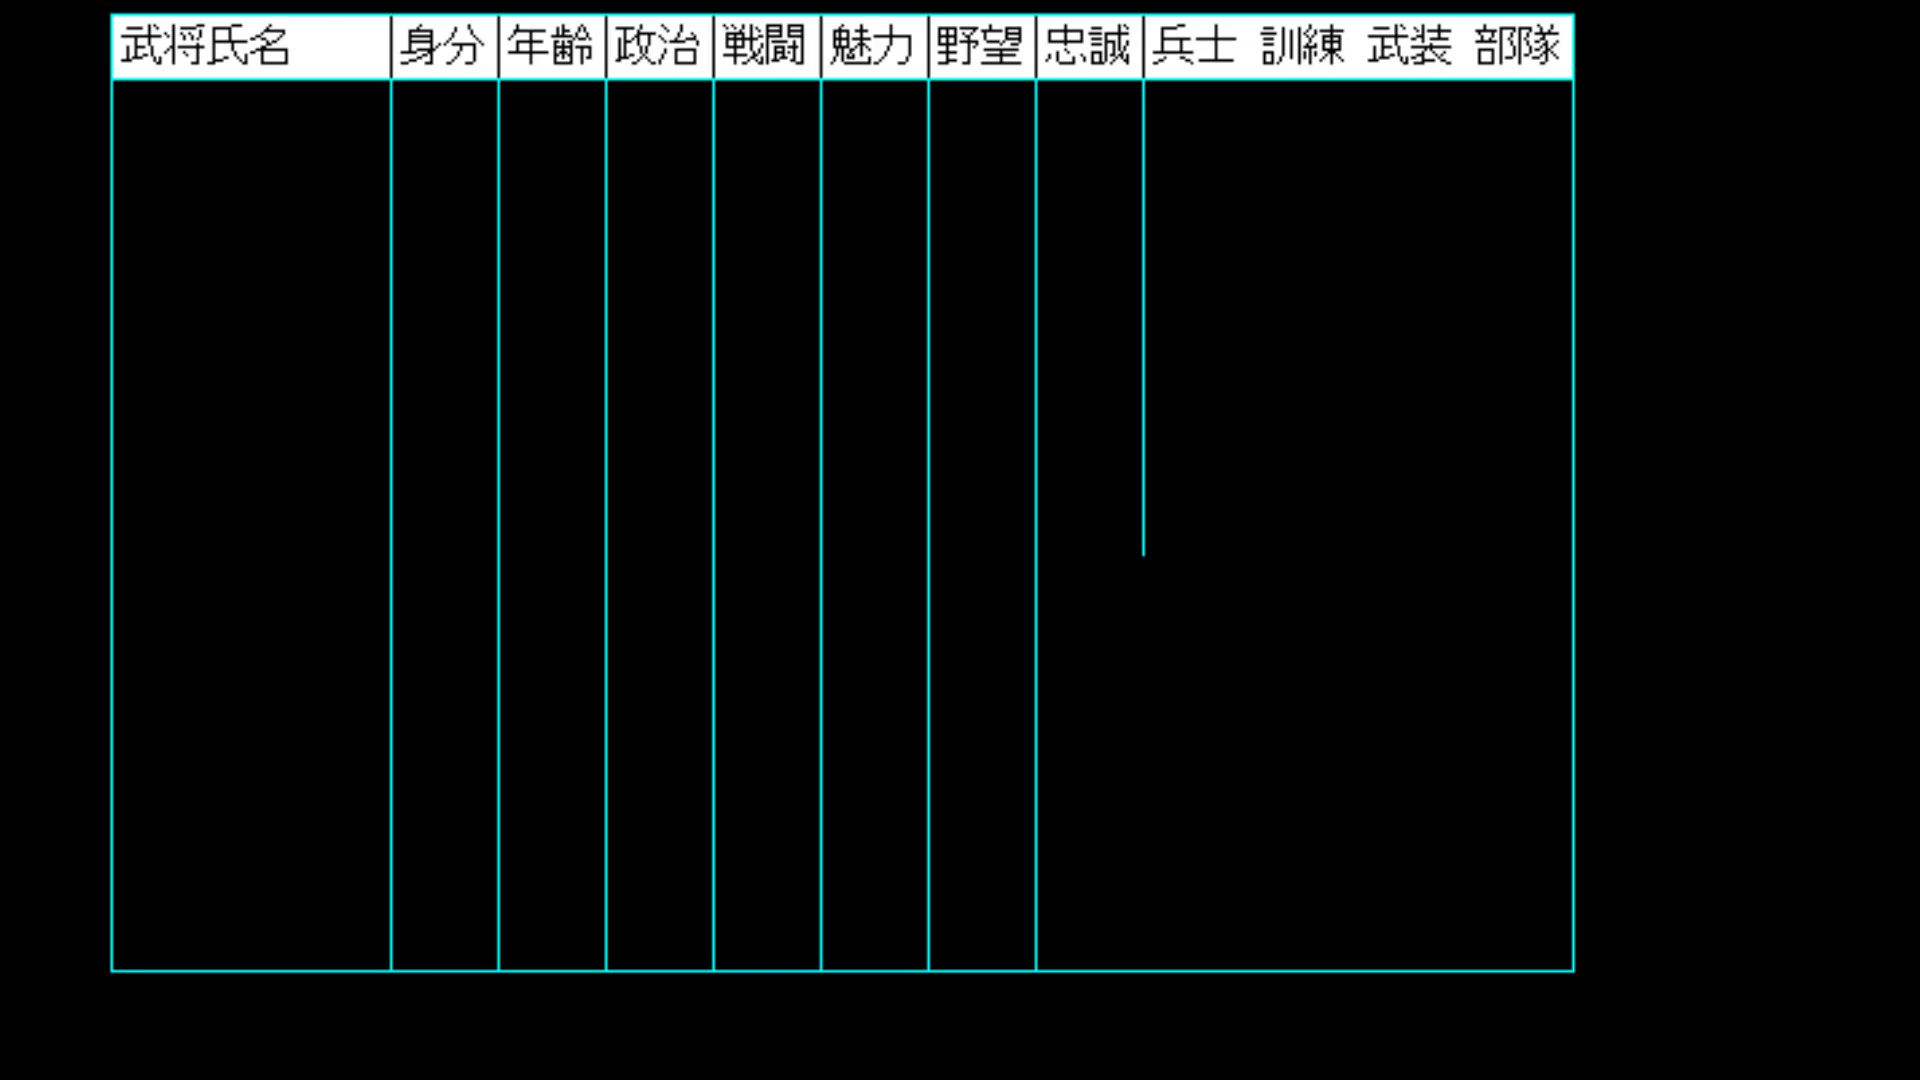 武将氏名 身分 年齢 政治 戦闘 魅力 野望 忠誠 兵士 訓練 武装 部隊